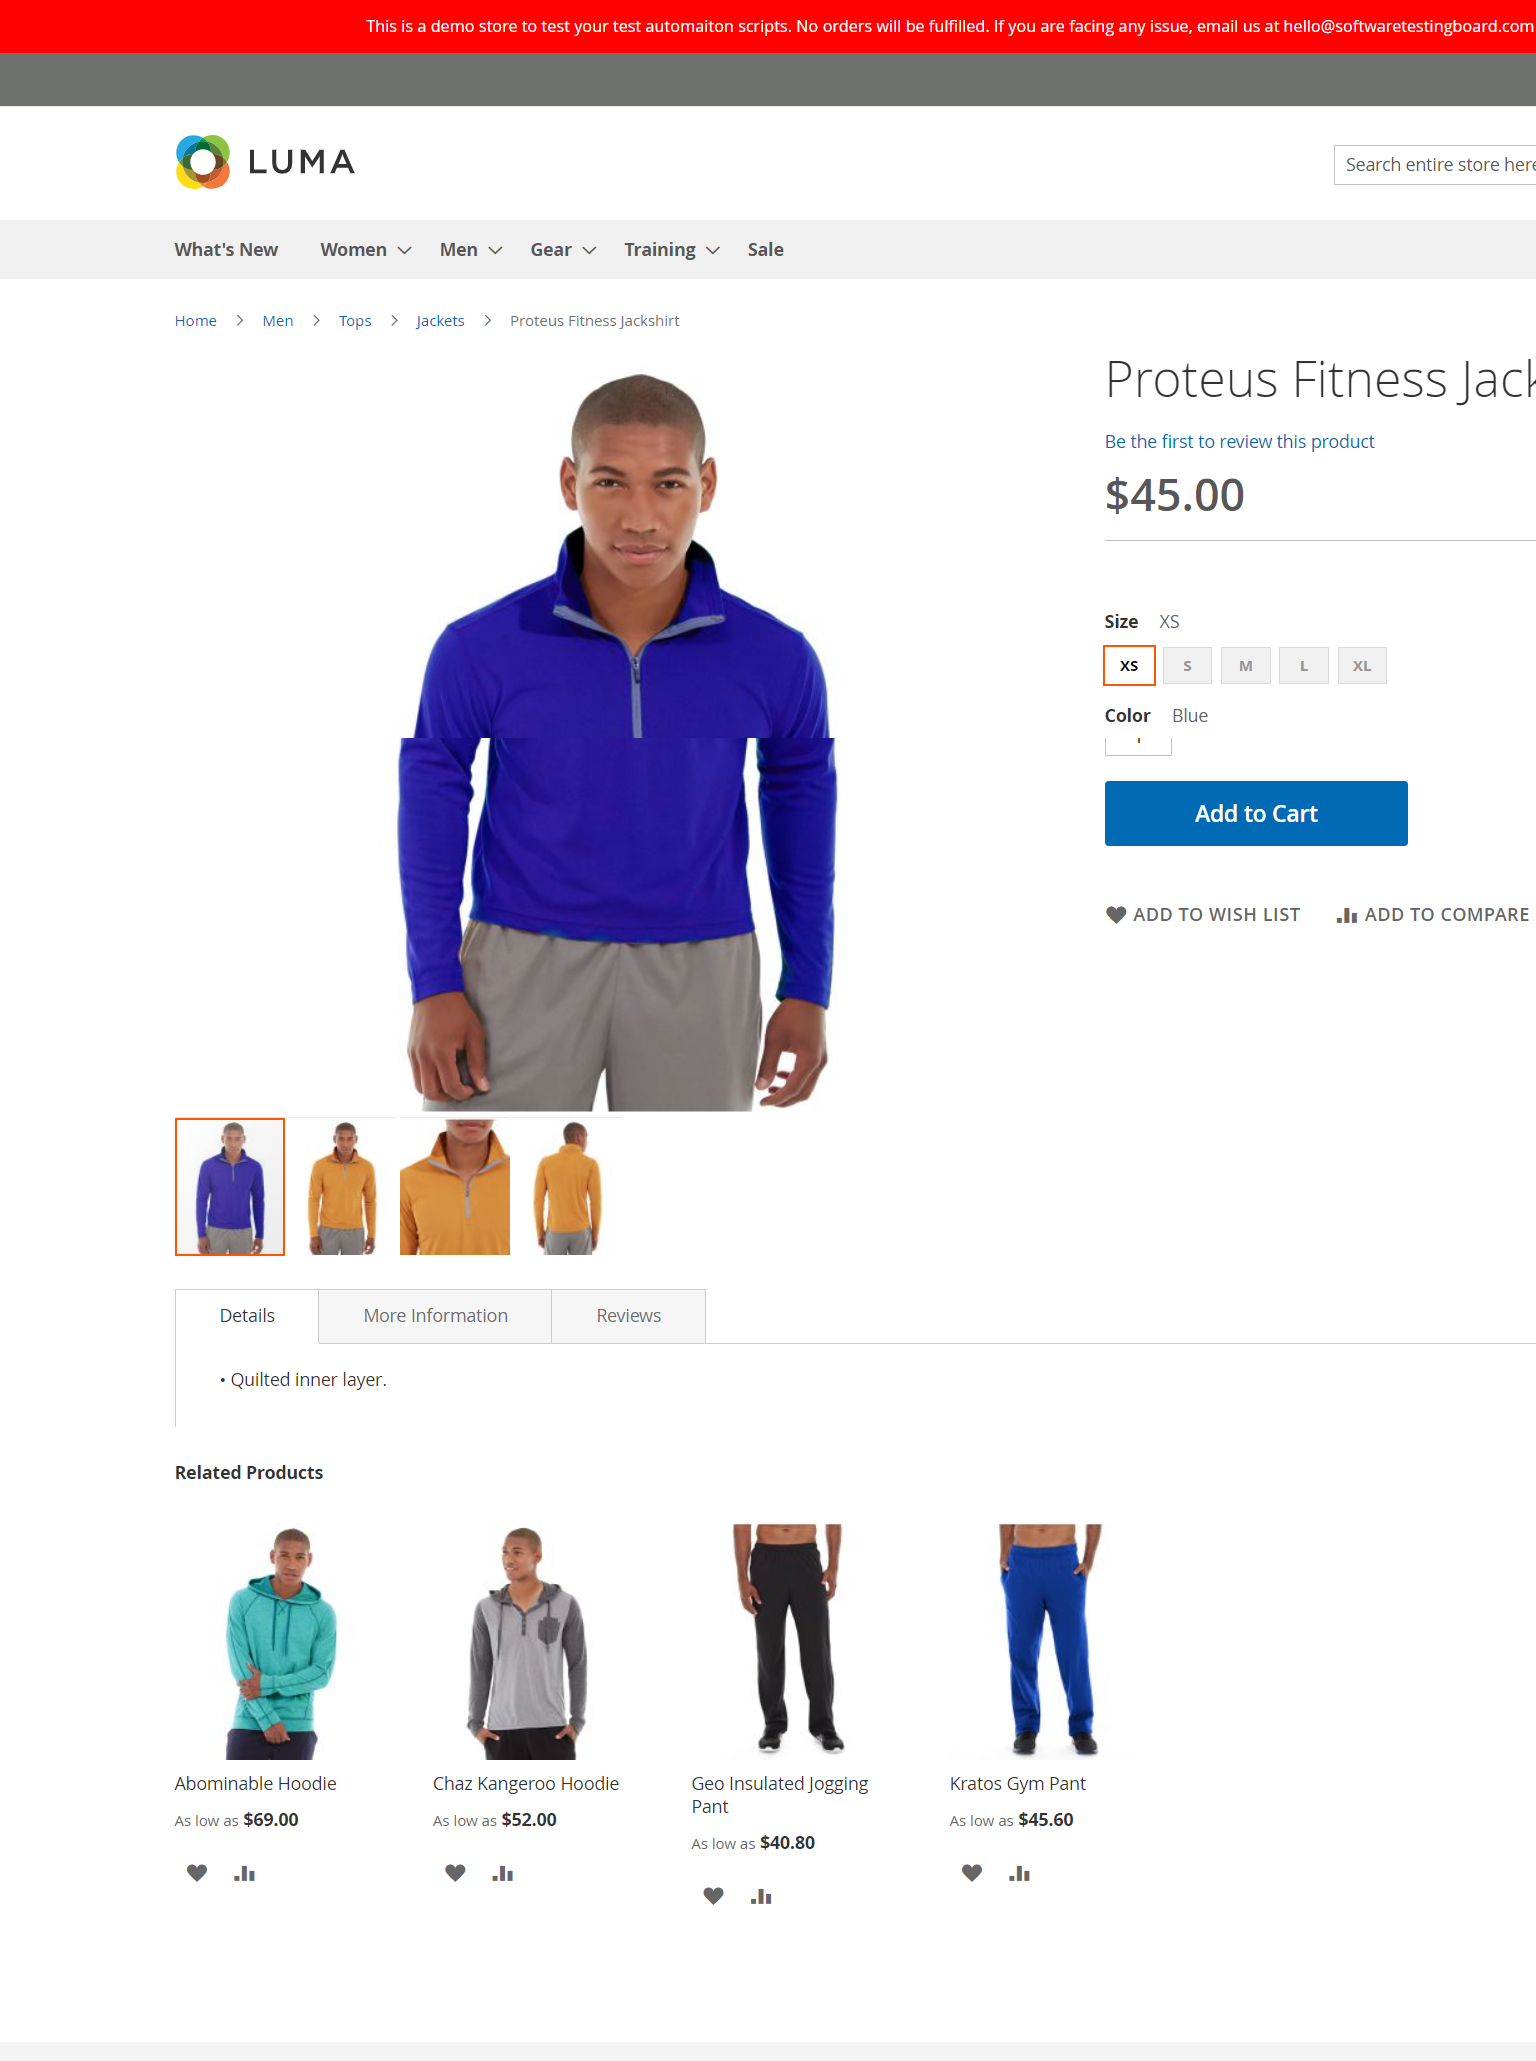 This is a demo store to test your test automaiton scripts. No orders will be fulfilled. If you are facing any issue, email us at hello@softwaretestingboard.com
LUMA
Search entire store here
What's New Women Men Gear Training Sale
Home Men Tops Jackets Proteus Fitness Jackshirt
Proteus Fitness Jack
Be the first to review this product
$45.00
Size XS
XS S M L XL
Color Blue
Add to Cart
ADD TO WISH LIST ADD TO COMPARE
Details More Information Reviews
• Quilted inner layer.
Related Products
Abominable Hoodie
As low as $69.00
Chaz Kangeroo Hoodie
As low as $52.00
Geo Insulated Jogging
Pant
As low as $40.80
Kratos Gym Pant
As low as $45.60